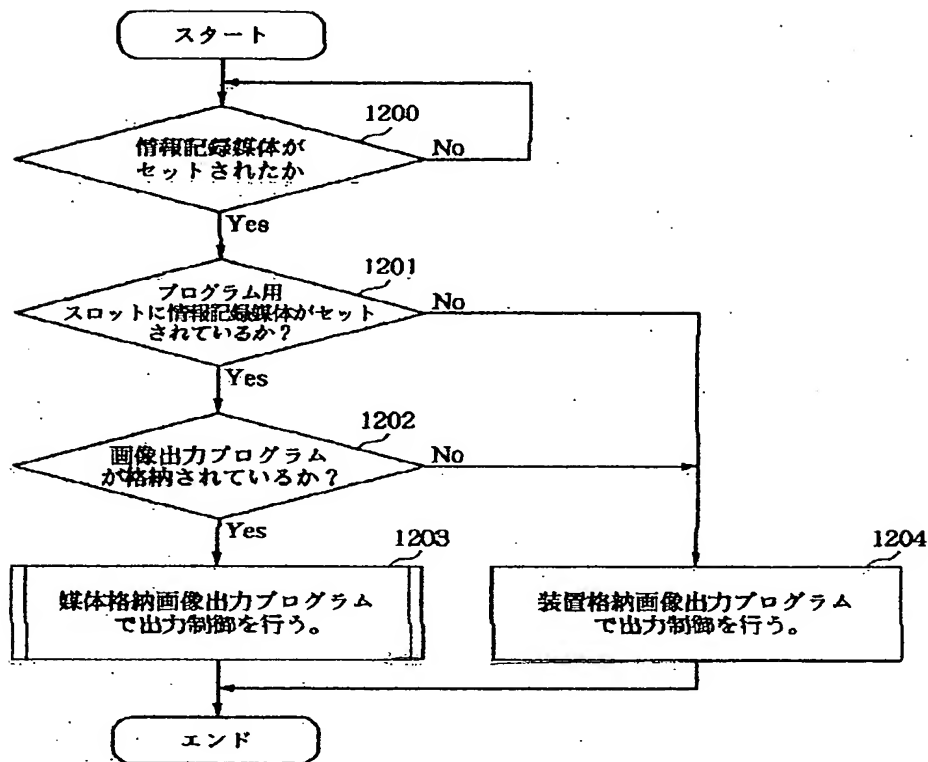 スタート
1200
情報記録媒体が
セットされたか
No
Yes
1201
プログラム用
スロットに情報記録媒体がセット
されているか?
No
Yes
1202
画像出力プログラム
が格納されているか?
No
Yes
1203
媒体格納画像出力プログラム
で出力制御を行う。
1204
装置格納画像出力プログラム
で出力制御を行う。
エンド